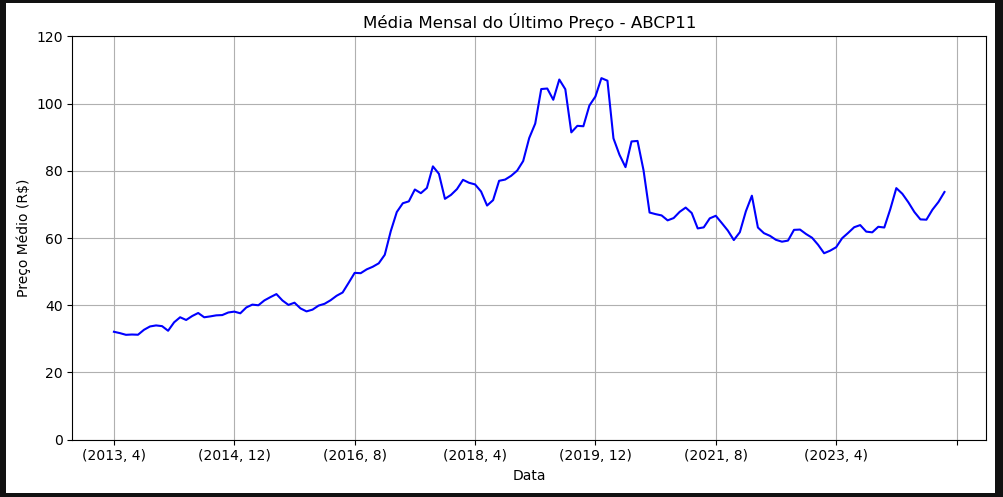 Média Mensal do Último Preço - ABCP11
120
100
80
60
40
20
0
Preço Médio (R$)
(2013, 4) (2014, 12) (2016, 8) (2018, 4) (2019, 12) (2021, 8) (2023, 4)
Data